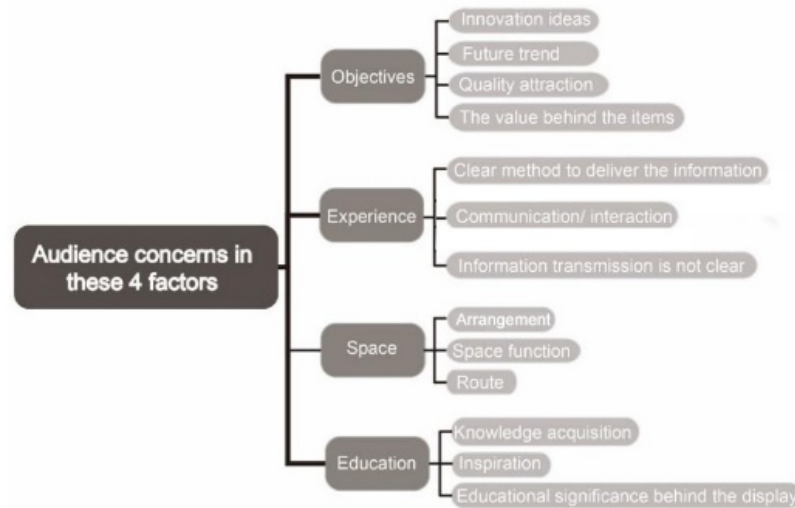 Audience concerns in
these 4 factors
Objectives
Innovation ideas
Future trend
Quality attraction
The value behind the items
Experience
Clear method to deliver the information
Communication/ interaction
Information transmission is not clear
Space
Arrangement
Space function
Route
Education
Knowledge acquisition
Inspiration
Educational significance behind the display